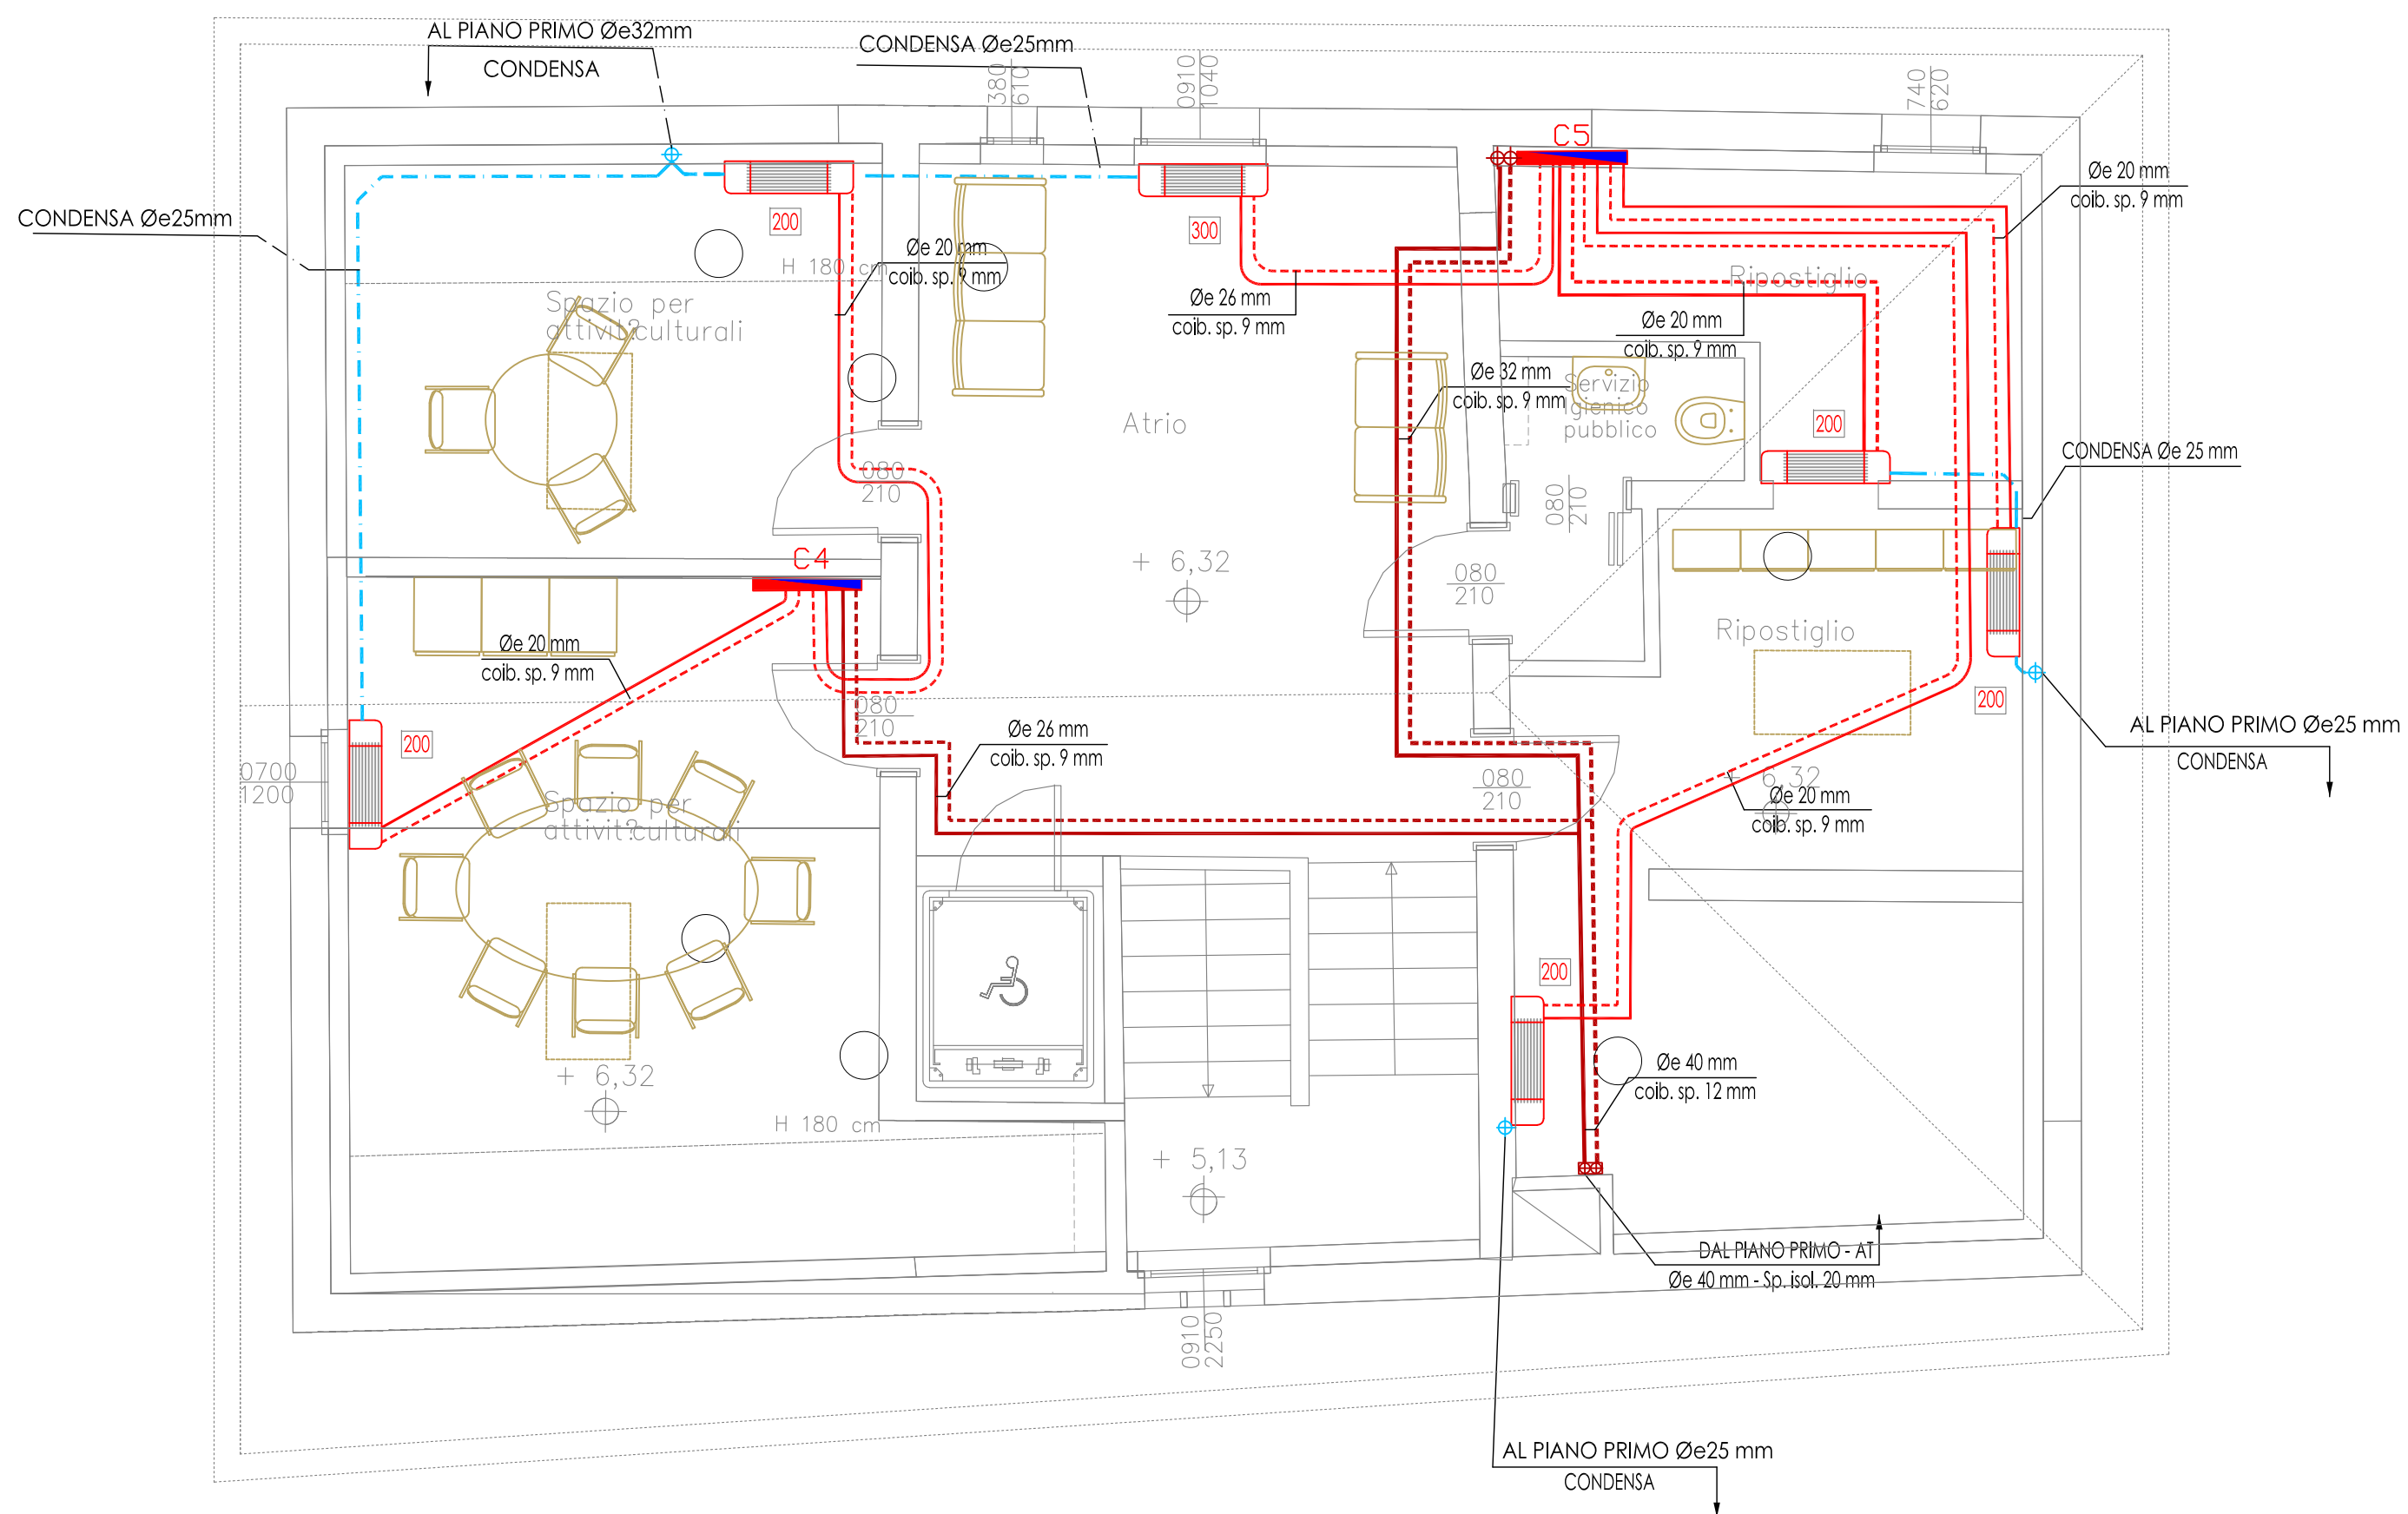 AL PIANO PRIMO Øe32mm
CONDENSA
CONDENSA Øe25mm
380
610
0910
1040
740
620
C5
Øe 20 mm
coib. sp. 9 mm
CONDENSA Øe25mm
200
300
Øe 20 mm
coib. sp. 9 mm
H 180 cm
Ripostiglio
Spazio per
attivit?culturali
Øe 26 mm
coib. sp. 9 mm
Øe 20 mm
coib. sp. 9 mm
Øe 32 mm
coib. sp. 9 mm
Servizio
Igienico
pubblico
Atrio
200
CONDENSA Øe 25 mm
080
210
080
210
C4
+ 6,32
080
210
Øe 20 mm
coib. sp. 9 mm
Ripostiglio
200
080
210
200
Øe 26 mm
coib. sp. 9 mm
AL PIANO PRIMO Øe25 mm
CONDENSA
0700
1200
080
210
+ 6,32
Øe 20 mm
coib. sp. 9 mm
Spazio per
attivit?culturali
200
+ 6,32
Øe 40 mm
coib. sp. 12 mm
H 180 cm
+ 5,13
DAL PIANO PRIMO - AT
Øe 40 mm - Sp. isol. 20 mm
0910
2250
AL PIANO PRIMO Øe25 mm
CONDENSA